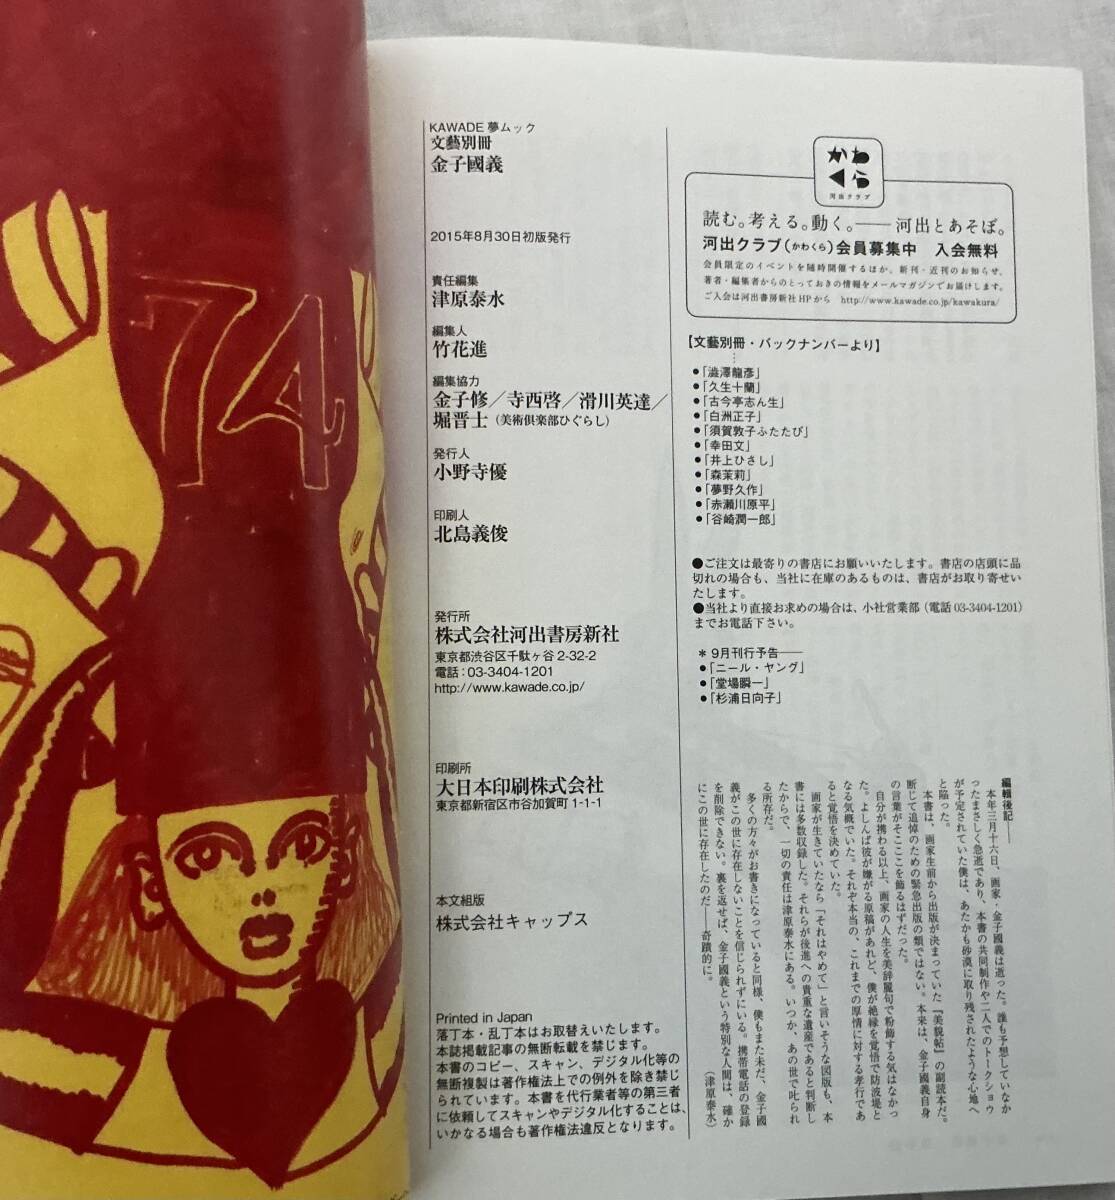 74
KAWADE 夢ムック
文藝別冊
金子國義
2015年8月30日初版発行
責任編集
津原泰水
編集人
竹花進
編集協力
金子修／寺西啓／滑川英達／
堀晋士（美術倶楽部ひぐらし）
発行人
小野寺優
印刷人
北島義俊
発行所
株式会社河出書房新社
東京都渋谷区千駄ヶ谷 2-32-2
電話：03-3404-1201
http://www.kawade.co.jp/
印刷所
大日本印刷株式会社
東京都新宿区市谷加賀町 1-1-1
本文組版
株式会社キャップス
Printed in Japan
落丁本・乱丁本はお取替えいたします。
本誌掲載記事の無断転載を禁じます。
本書のコピー、スキャン、デジタル化等の
無断複製は著作権法上での例外を除き禁じ
られています。本書を代行業者等の第三者
に依頼してスキャンやデジタル化することは、
いかなる場合も著作権法違反となります。
かわ
くら
河出クラブ
読む。考える。動く。――河出とあそぼ。
河出クラブ（かわくら）会員募集中　入会無料
会員限定のイベントを随時開催するほか、新刊・近刊のお知らせ、
著者・編集者からのとっておきの情報をメールマガジンでお届けします。
ご入会は河出書房新社 HP から　http://www.kawade.co.jp/kawakura/
【文藝別冊・バックナンバーより】
●「澁澤龍彥」
●「久生十蘭」
●「古今亭志ん生」
●「白洲正子」
●「須賀敦子ふたたび」
●「幸田文」
●「井上ひさし」
●「森茉莉」
●「夢野久作」
●「赤瀬川原平」
●「谷崎潤一郎」
●ご注文は最寄りの書店にお願いいたします。書店の店頭に品
切れの場合も、当社に在庫のあるものは、書店がお取り寄せい
たします。
●当社より直接お求めの場合は、小社営業部（電話 03-3404-1201）
までお電話下さい。
＊ 9月刊行予告――
●「ニール・ヤング」
●「堂場瞬一」
●「杉浦日向子」
編輯後記――
本年三月十六日、画家・金子國義は逝った。誰も予想していなか
ったまさしく急逝であり、本書の共同制作や二人でのトークショウ
が予定されていた僕は、あたかも砂漠に取り残されたような心地へ
と陥った。
本書は、画家生前から出版が決まっていた『美貌帖』の副読本だ。
断じて追悼のための緊急出版の類ではない。本来は、金子國義自身
の言葉がそこここを飾るはずだった。
自分が携わる以上、画家の人生を美辞麗句で粉飾する気はなかっ
た。よしんば彼が嫌がる原稿があれど、僕が絶縁を覚悟で防波堤と
なる気概でいた。それぞ本当の、これまでの厚情に対する孝行であ
ると覚悟を決めていた。
画家が生きていたなら「それはやめて」と言いそうな図版も、本
書には多数収録した。それらが後進への貴重な遺産であると判断し
たからで、一切の責任は津原泰水にある。いつか、あの世で叱られ
る所存だ。
多くの方々がお書きになっていると同様、僕もまた未だ、金子國
義がこの世に存在しないことを信じられずにいる。携帯電話の登録
を削除できない。裏を返せば、金子國義という特別な人間は、確か
にこの世に存在したのだ――奇蹟的に。
（津原泰水）